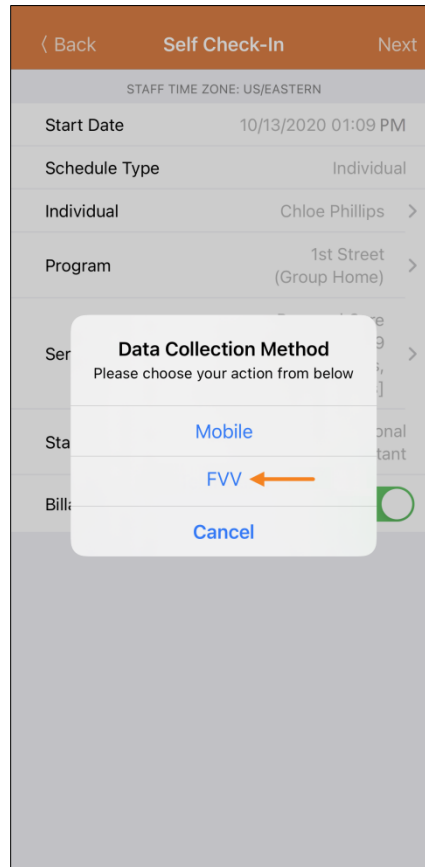 Back Self Check-In Next
STAFF TIME ZONE: US/EASTERN
Start Date 10/13/2020 01:09 PM
Schedule Type Individual
Individual Chloe Phillips
Program 1st Street
(Group Home)
Data Collection Method
Please choose your action from below
Mobile
FVV
Cancel